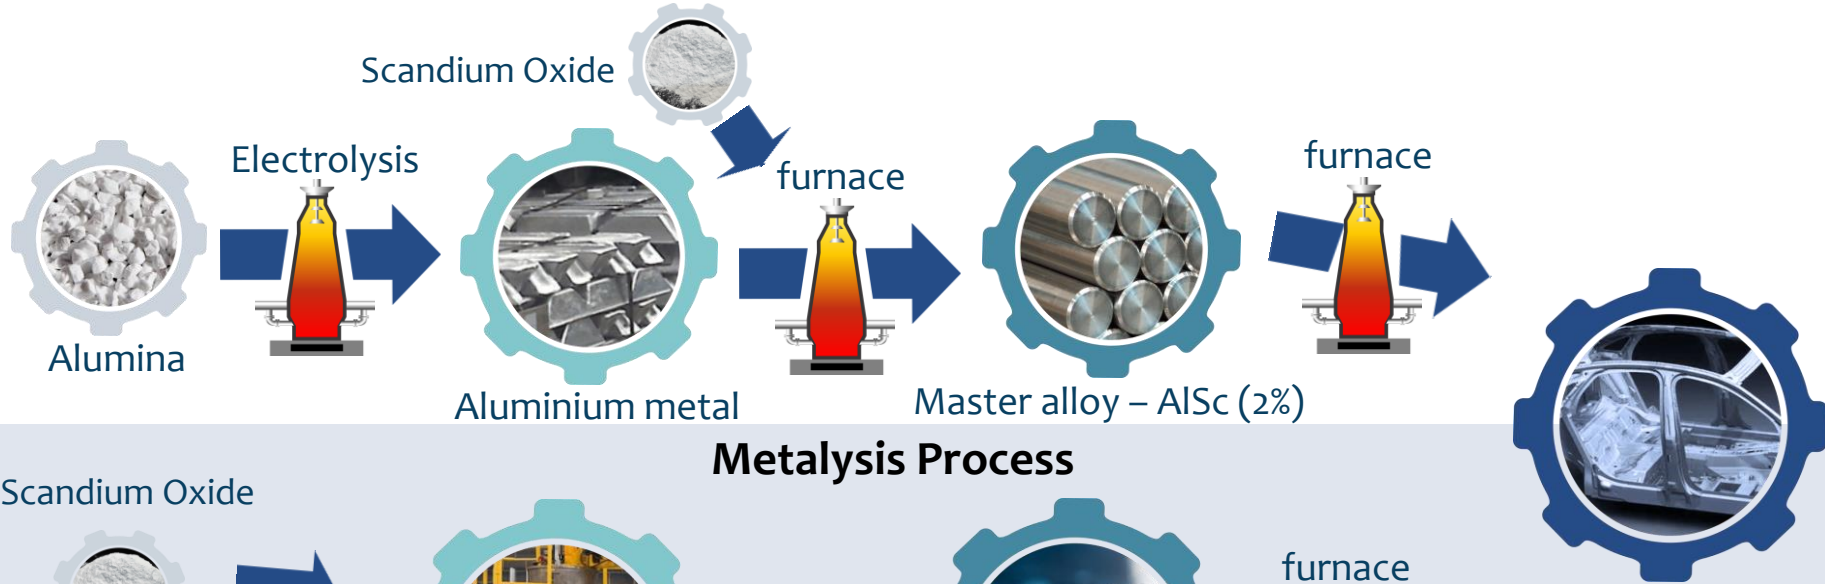 Scandium Oxide
Electrolysis
furnace
furnace
Alumina
Aluminium metal
Master alloy – AlSc (2%)
Metalysis Process
Scandium Oxide
furnace